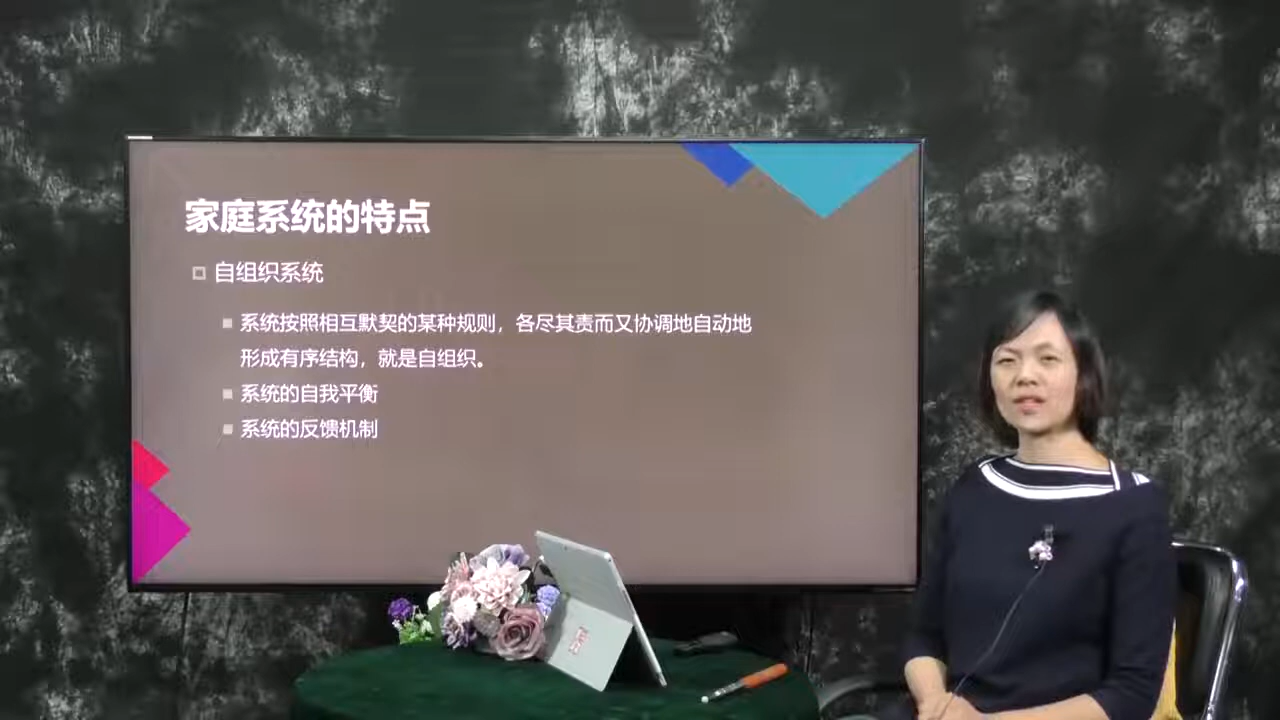 家庭系统的特点
自组织系统
系统按照相互默契的某种规则，各尽其责而又协调地自动地
形成有序结构，就是自组织。
系统的自我平衡
系统的反馈机制